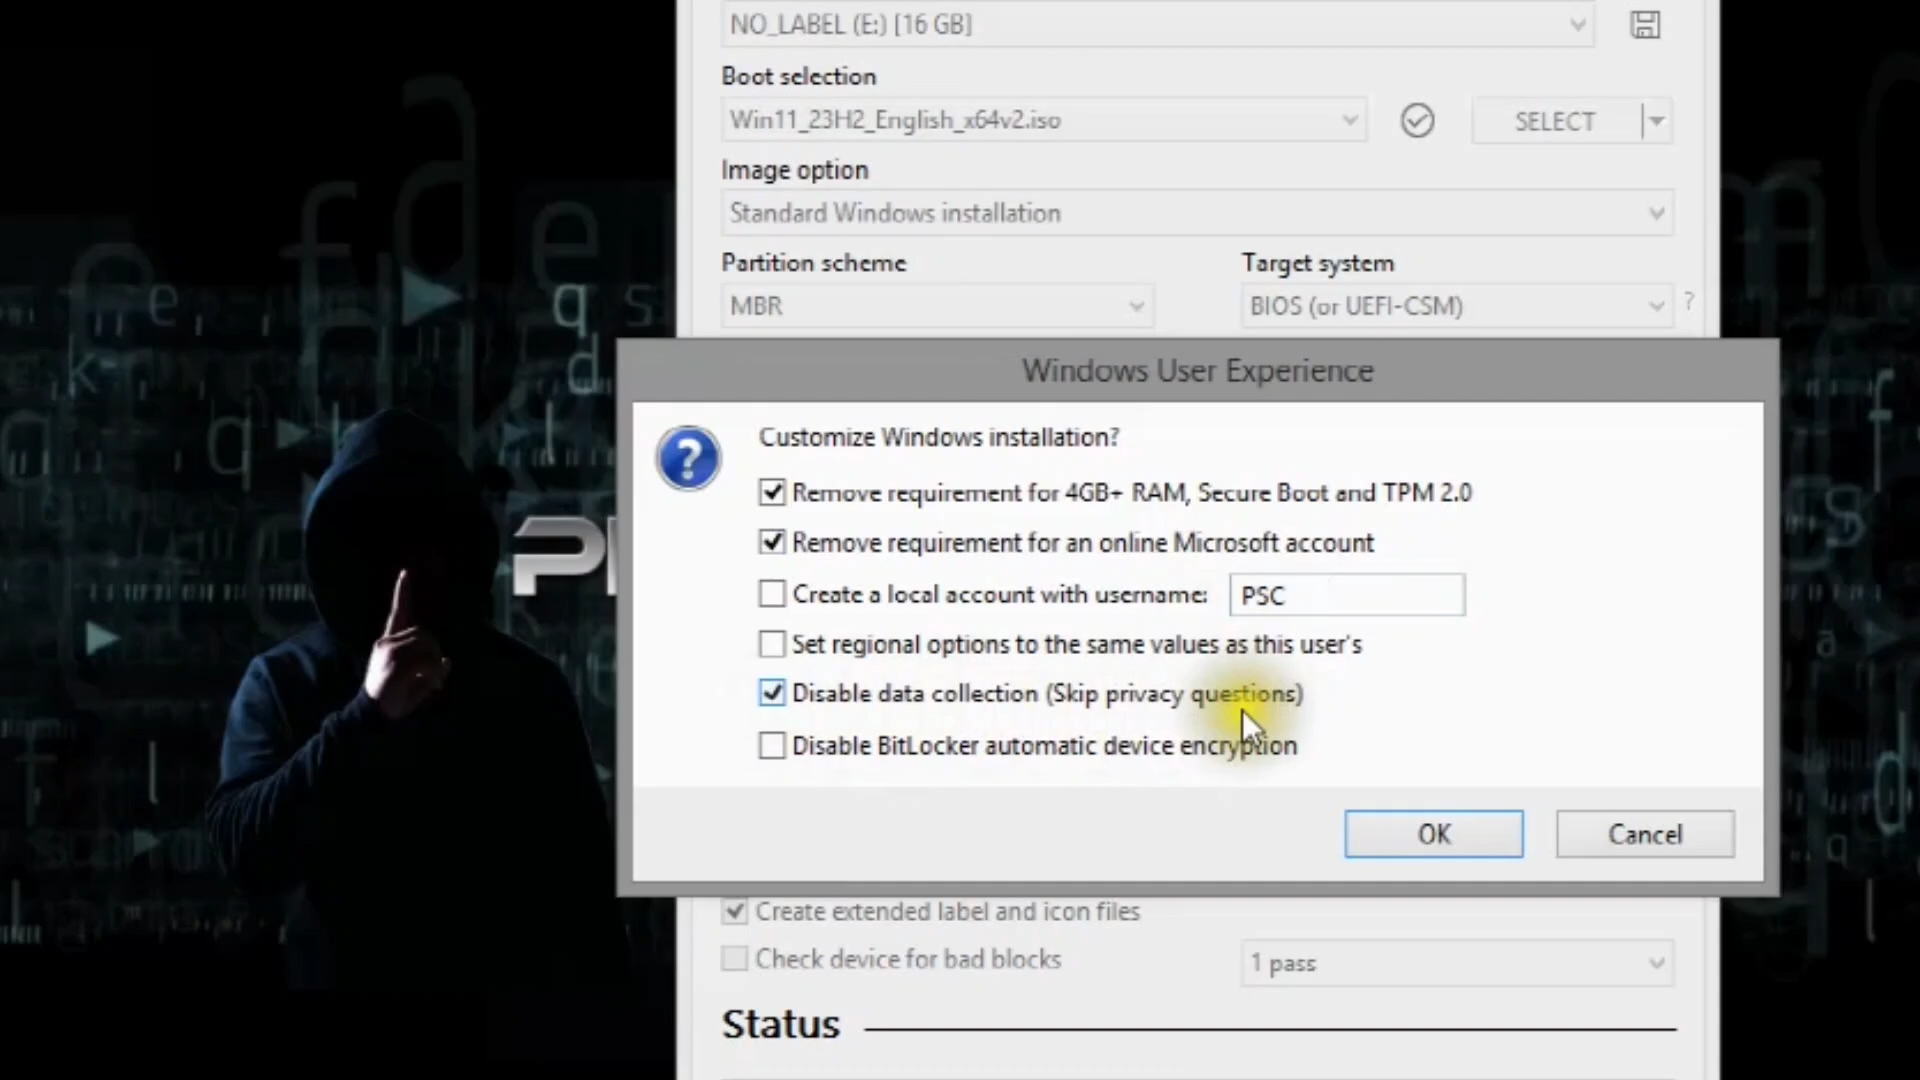 NO_LABEL (E:) [16 GB]
Boot selection
Win11_23H2_English_x64v2.iso
SELECT
Image option
Standard Windows installation
Partition scheme
Target system
MBR
BIOS (or UEFI-CSM)
?
Windows User Experience
Customize Windows installation?
Remove requirement for 4GB+ RAM, Secure Boot and TPM 2.0
Remove requirement for an online Microsoft account
Create a local account with username: PSC
Set regional options to the same values as this user's
Disable data collection (Skip privacy questions)
Disable BitLocker automatic device encryption
OK
Cancel
Create extended label and icon files
Check device for bad blocks
1 pass
Status